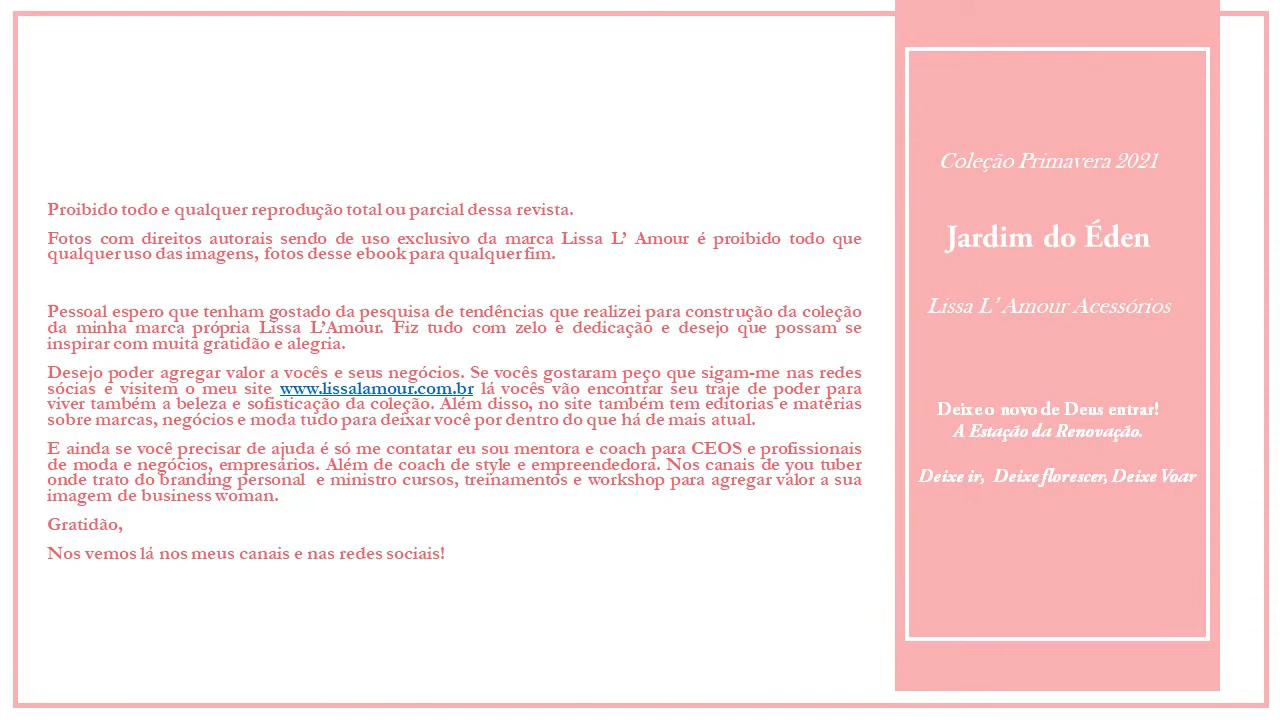 Proibido todo e qualquer reprodução total ou parcial dessa revista.
Fotos com direitos autorais sendo de uso exclusivo da marca Lissa L’ Amour é proibido todo que
qualquer uso das imagens, fotos desse ebook para qualquer fim.
Pessoal espero que tenham gostado da pesquisa de tendências que realizei para construção da coleção
da minha marca própria Lissa L’Amour. Fiz tudo com zelo e dedicação e desejo que possam se
inspirar com muita gratidão e alegria.
Desejo poder agregar valor a vocês e seus negócios. Se vocês gostaram peço que sigam-me nas redes
sócias e visitem o meu site www.lissalamour.com.br lá vocês vão encontrar seu traje de poder para
viver também a beleza e sofisticação da coleção. Além disso, no site também tem editorias e matérias
sobre marcas, negócios e moda tudo para deixar você por dentro do que há de mais atual.
E ainda se você precisar de ajuda é só me contatar eu sou mentora e coach para CEOS e profissionais
de moda e negócios, empresários. Além de coach de style e empreendedora. Nos canais de you tuber
onde trato do branding personal e ministro cursos, treinamentos e workshop para agregar valor a sua
imagem de business woman.
Gratidão,
Nos vemos lá nos meus canais e nas redes sociais!
Coleção Primavera 2021
Jardim do Éden
Lissa L’ Amour Acessórios
Deixe o novo de Deus entrar!
A Estação da Renovação.
Deixe ir, Deixe florescer, Deixe Voar